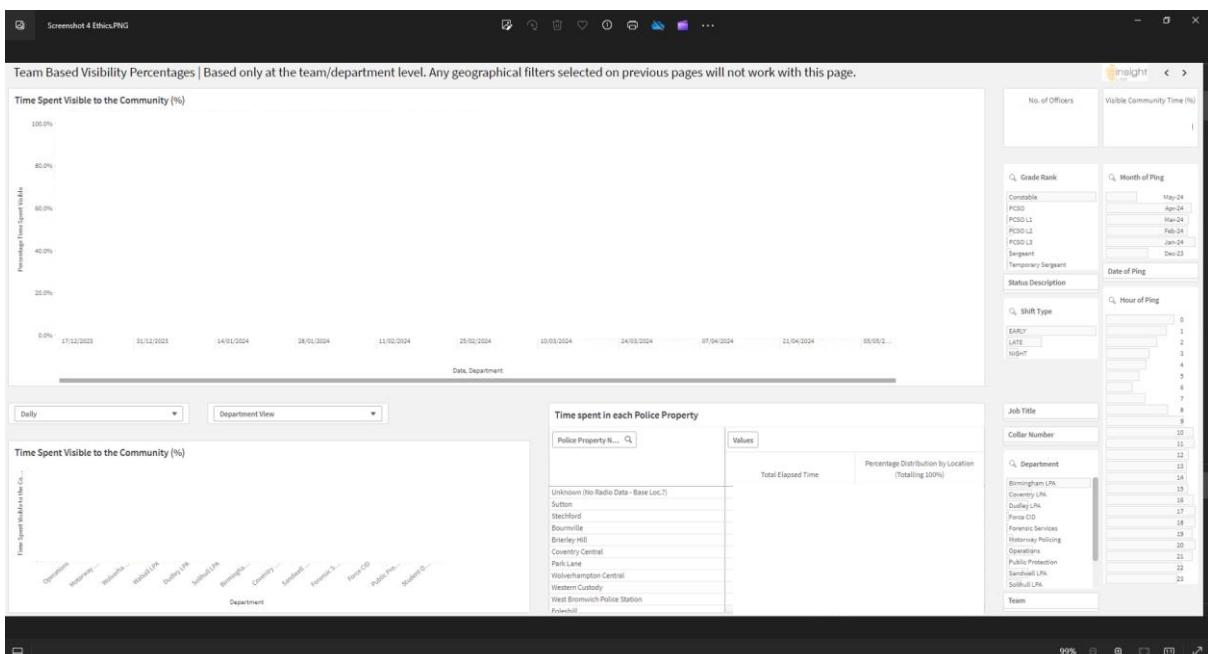 Screenshot 4 Ethics.PNG
Team Based Visibility Percentages | Based only at the team/department level. Any geographical filters selected on previous pages will not work with this page.
insight
Time Spent Visible to the Community (%)
Percentage Time Spent Visible
100.0%
80.0%
60.0%
40.0%
20.0%
0.0%
17/12/2023 31/12/2023 14/01/2024 28/01/2024 11/02/2024 25/02/2024 10/03/2024 24/03/2024 07/04/2024 21/04/2024 05/05/2...
Date, Department
No. of Officers
Visible Community Time (%)
Grade Rank
Constable
PCSO
PCSO L1
PCSO L2
PCSO L3
Sergeant
Temporary Sergeant
Status Description
Shift Type
EARLY
LATE
NIGHT
Month of Ping
May-24
Apr-24
Mar-24
Feb-24
Jan-24
Dec-23
Date of Ping
Hour of Ping
0
1
2
3
4
5
6
7
8
9
10
11
12
13
14
15
16
17
18
19
20
21
22
23
Job Title
Collar Number
Department
Birmingham LPA
Coventry LPA
Dudley LPA
Force CID
Forensic Services
Motorway Policing
Operations
Public Protection
Sandwell LPA
Solihull LPA
Team
Daily
Department View
Time Spent Visible to the Community (%)
Time Spent Visible to the Co...
Operations Motorway ... Wolverha... Walsall LPA Dudley LPA Solihull LPA Birmingha... Coventry ... Sandwell ... Forensic S... Force CID Public Pro... Student O...
Department
Time spent in each Police Property
Police Property N...
Values
Total Elapsed Time
Percentage Distribution by Location
(Totalling 100%)
Unknown (No Radio Data - Base Loc.?)
Sutton
Stechford
Bournville
Brierley Hill
Coventry Central
Park Lane
Wolverhampton Central
Western Custody
West Bromwich Police Station
Foleshill
99%